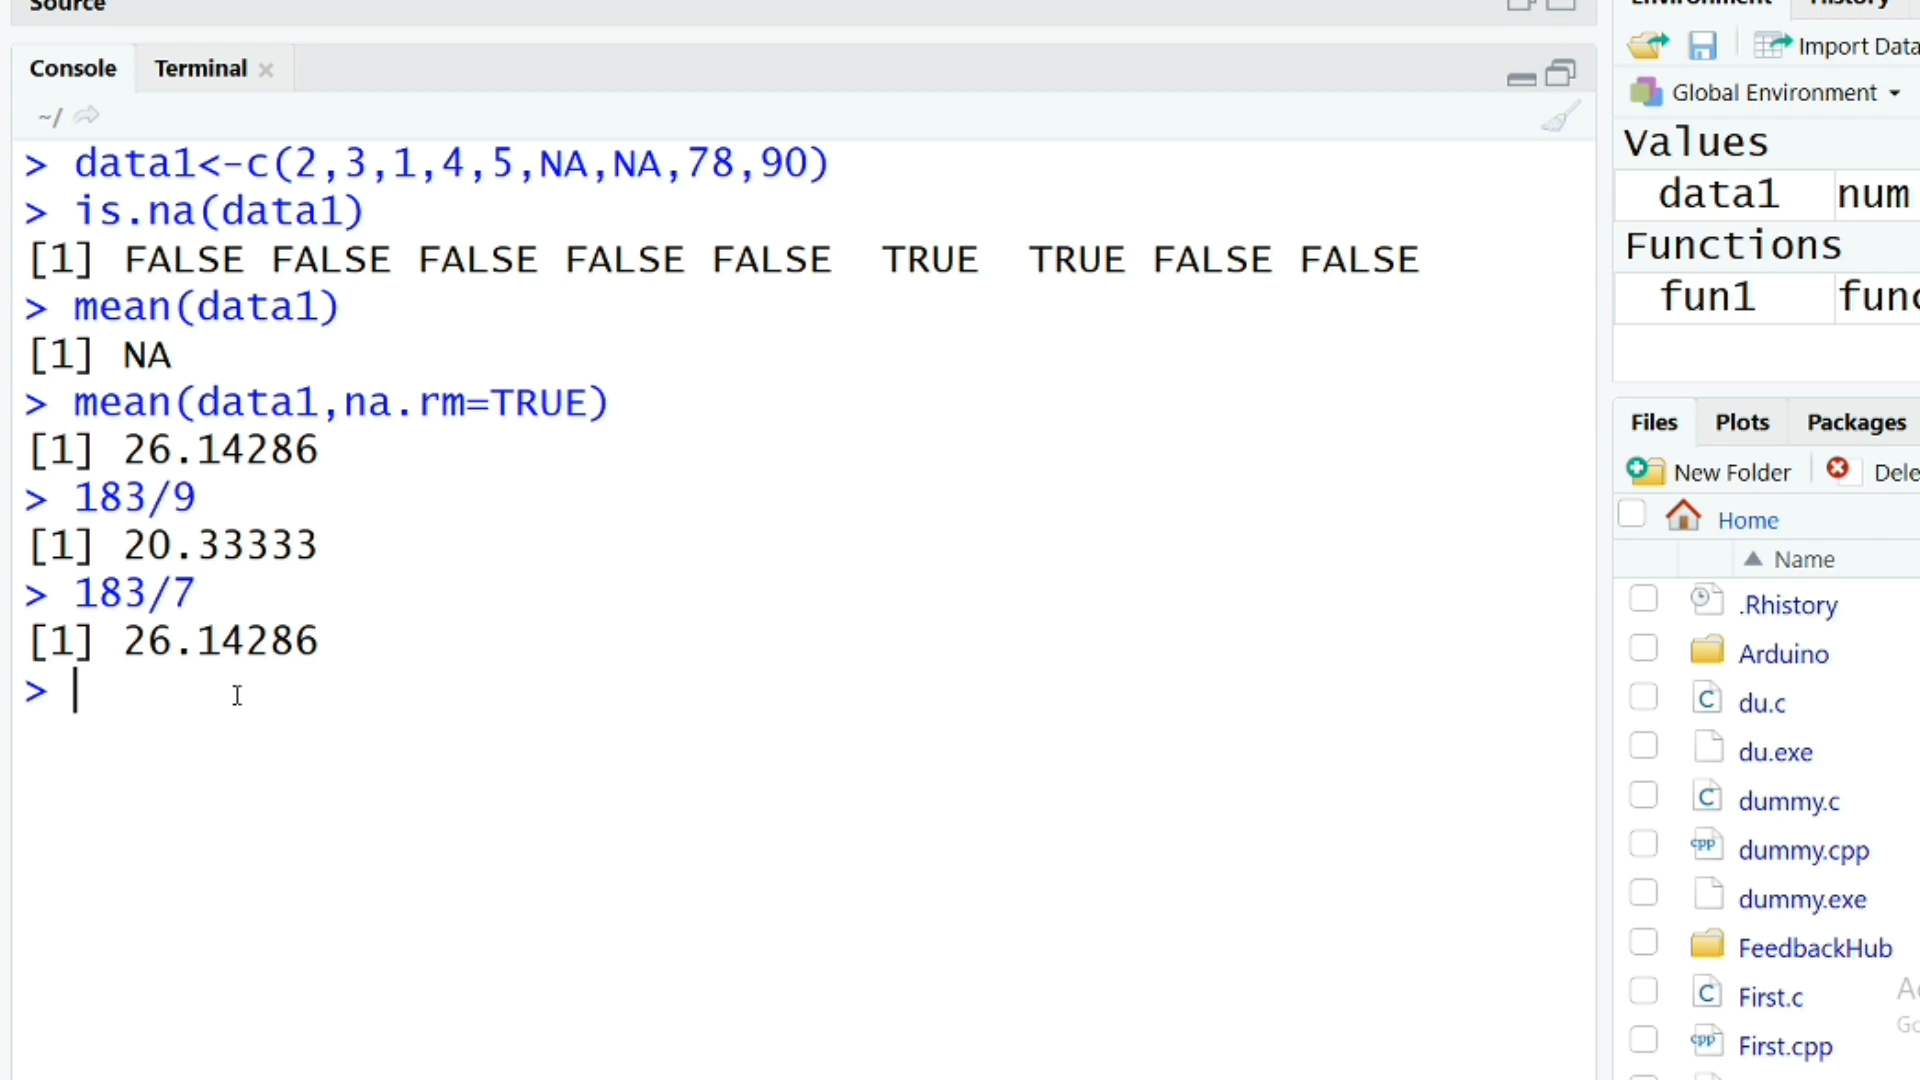 Source
Console
Terminal
~/
> data1<-c(2,3,1,4,5,NA,NA,78,90)
> is.na(data1)
[1] FALSE FALSE FALSE FALSE FALSE TRUE TRUE FALSE FALSE
> mean(data1)
[1] NA
> mean(data1,na.rm=TRUE)
[1] 26.14286
> 183/9
[1] 20.33333
> 183/7
[1] 26.14286
>
Environment History
Import Data
Global Environment
Values
data1 num
Functions
fun1 func
Files Plots Packages
New Folder Dele
Home
Name
.Rhistory
Arduino
du.c
du.exe
dummy.c
dummy.cpp
dummy.exe
FeedbackHub
First.c
First.cpp